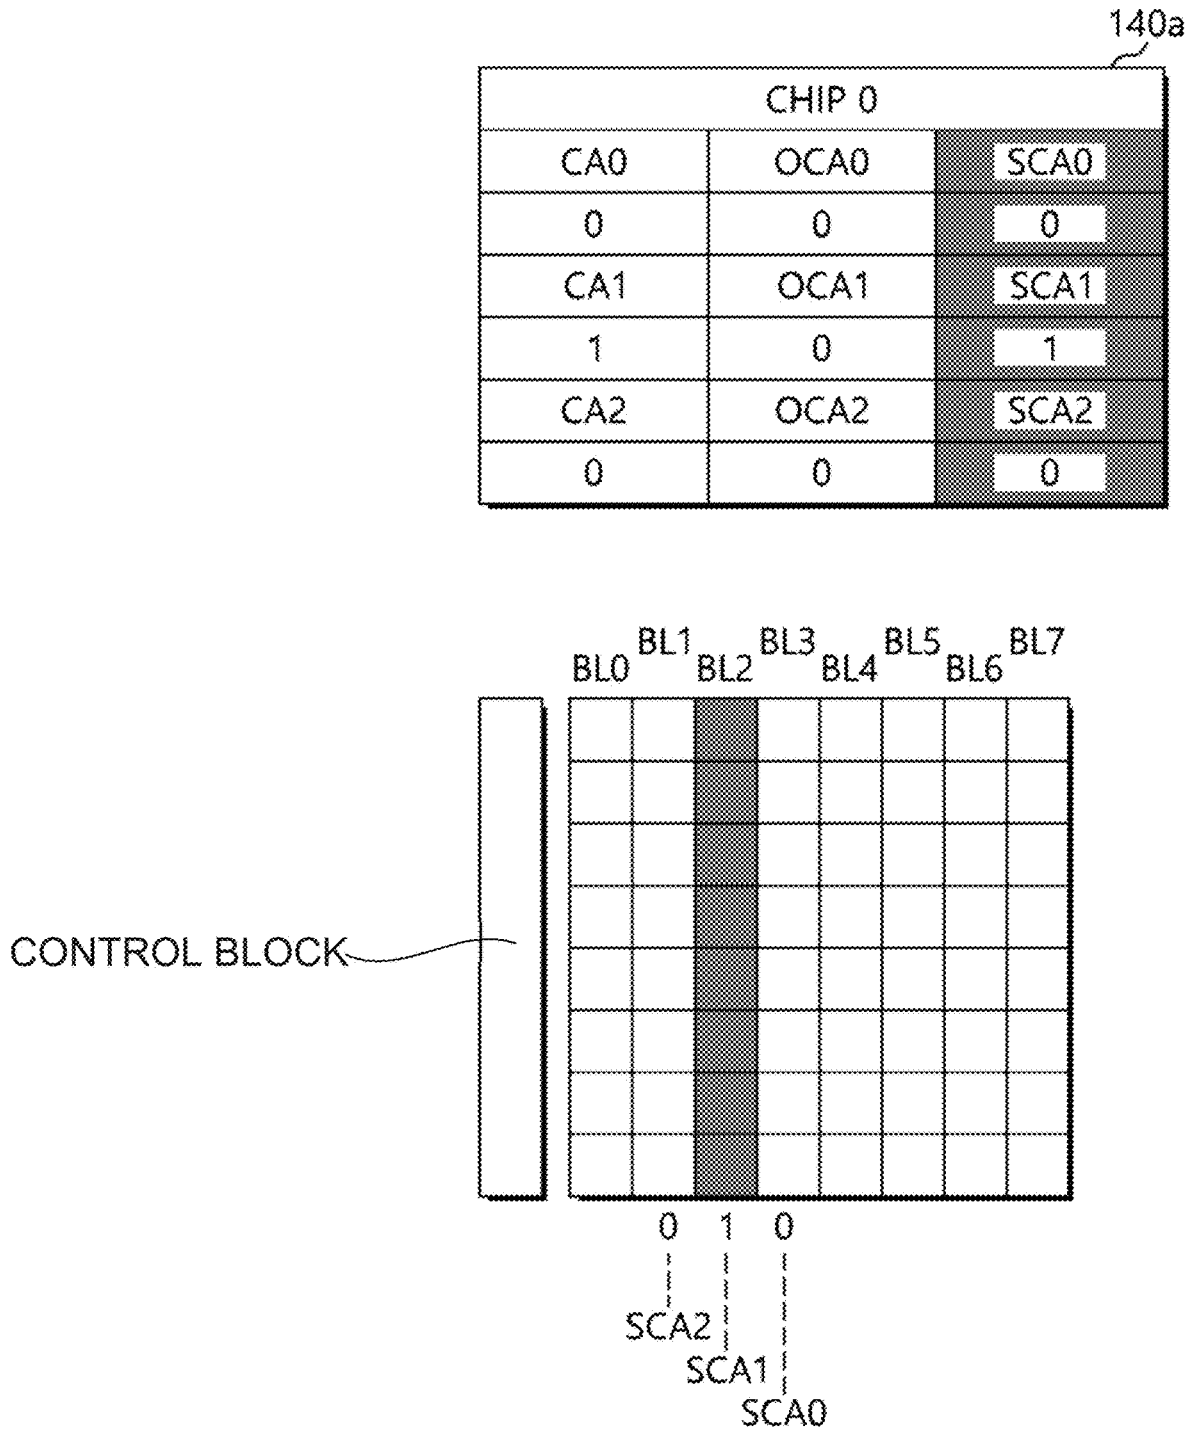 140a
CHIP 0
CA0 OCA0 SCA0
0 0 0
CA1 OCA1 SCA1
1 0 1
CA2 OCA2 SCA2
0 0 0
BL0 BL1 BL2 BL3 BL4 BL5 BL6 BL7
CONTROL BLOCK
0 1 0
SCA2
SCA1
SCA0